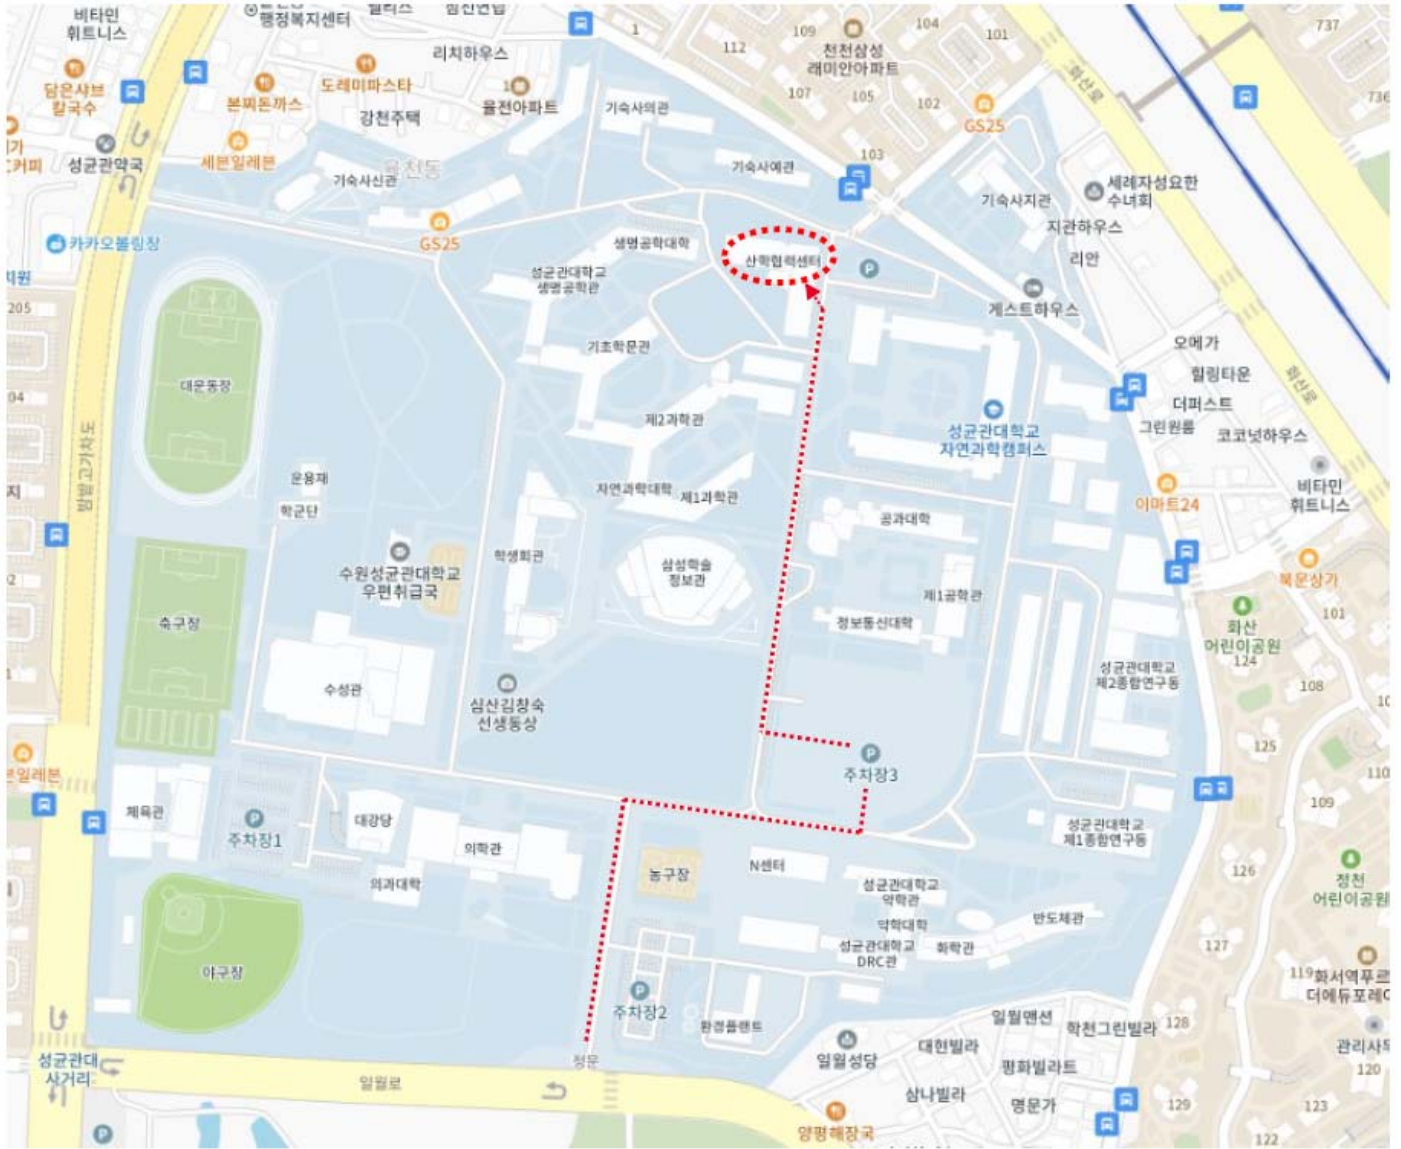 비타민
휘트니스
행정복지센터
리치하우스
112
109
104
101
737
1
천천삼성
래미안아파트
107
105
102
103
736
담은샤브
칼국수
본찌돈까스
도레미파스타
율전아파트
강천주택
기숙사의관
GS25
화산로
성균관약국
세븐일레븐
율전동
기숙사신관
기숙사예관
기숙사지관
세례자성요한
수녀회
지관하우스
리안
카카오볼링장
GS25
생명공학대학
산학협력센터
P
성균관대학교
생명공학관
게스트하우스
205
대운동장
기초학문관
제2과학관
성균관대학교
자연과학캠퍼스
오메가
힐링타운
더퍼스트
그린원룸
코코넛하우스
화산로
밤밭고가차도
운용재
학군단
자연과학대학
제1과학관
공과대학
이마트24
비타민
휘트니스
수원성균관대학교
우편취급국
학생회관
삼성학술
정보관
제1공학관
정보통신대학
북문상가
101
화산
어린이공원
124
108
축구장
수성관
심산김창숙
선생동상
성균관대학교
제2종합연구동
P
주차장3
125
110
109
체육관
P
주차장1
대강당
의학관
의과대학
농구장
N센터
성균관대학교
제1종합연구동
성균관대학교
약학관
약학대학
성균관대학교
DRC관
화학관
반도체관
126
127
정천
어린이공원
야구장
P
주차장2
환경플랜트
119
화서역푸르
더에듀포레
일월맨션
학천그린빌라
128
대현빌라
평화빌라트
일월성당
관리사무
120
성균관대
사거리
정문
일월로
삼나빌라
명문가
129
123
122
양평해장국
P